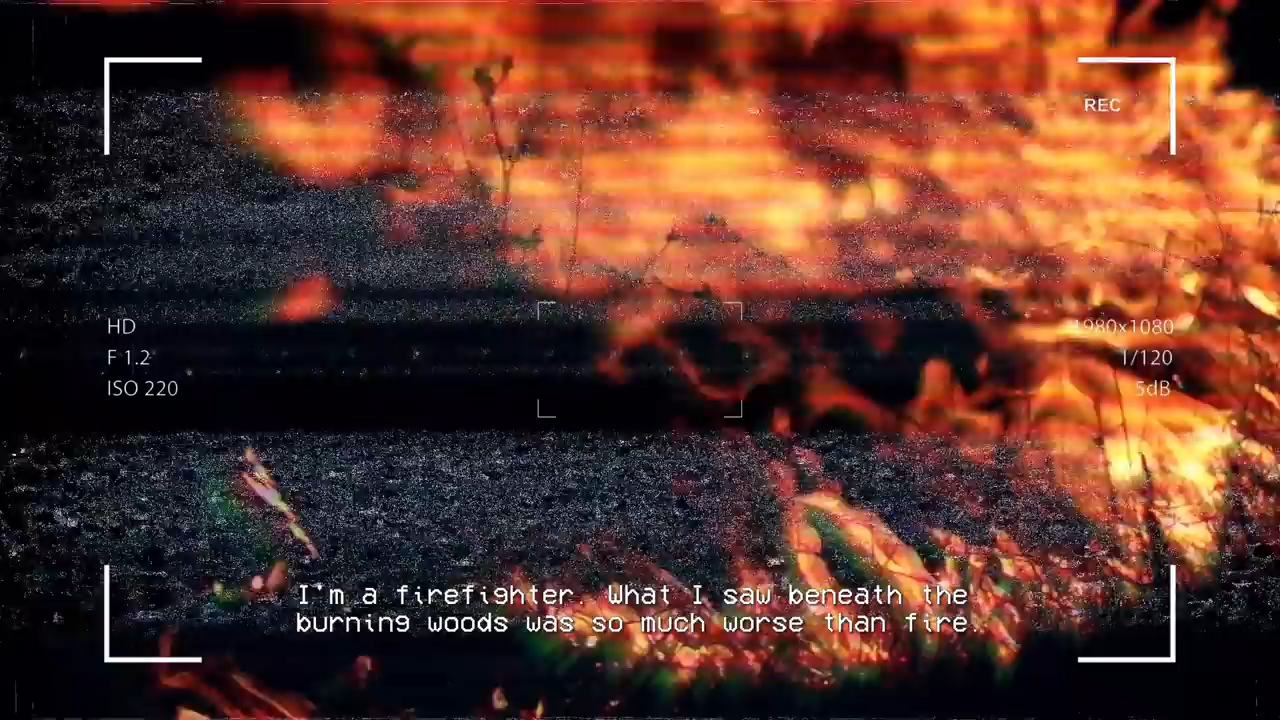 REC
HD
F 1.2
ISO 220
1980x1080
1/120
5dB
I'm a firefighter. What I saw beneath the
burning woods was so much worse than fire.